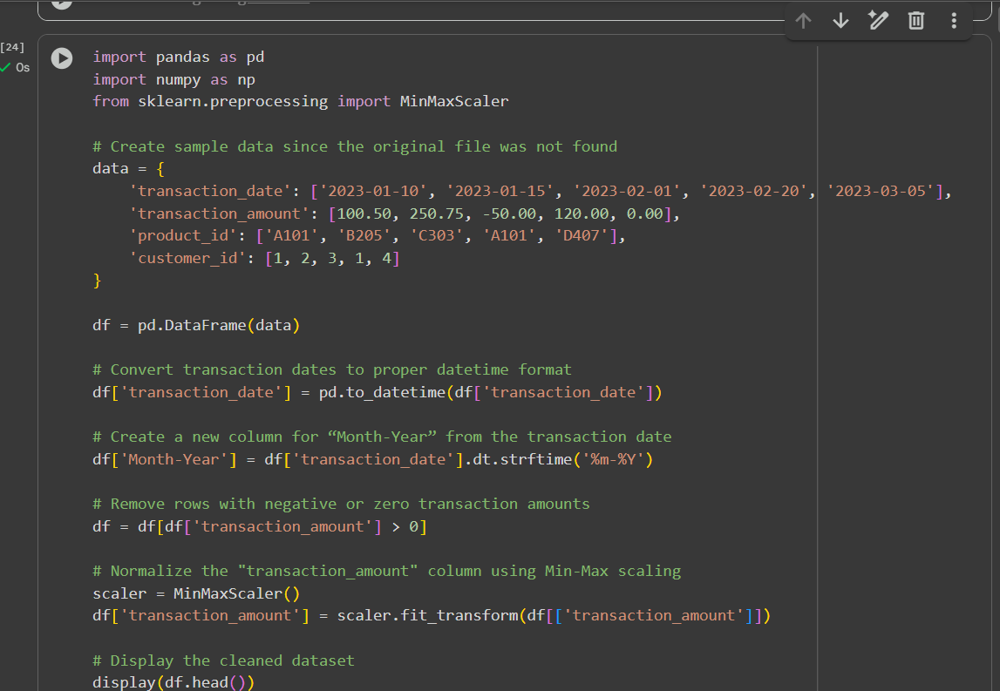 [24]
0s
import pandas as pd
import numpy as np
from sklearn.preprocessing import MinMaxScaler
# Create sample data since the original file was not found
data = {
    'transaction_date': ['2023-01-10', '2023-01-15', '2023-02-01', '2023-02-20', '2023-03-05'],
    'transaction_amount': [100.50, 250.75, -50.00, 120.00, 0.00],
    'product_id': ['A101', 'B205', 'C303', 'A101', 'D407'],
    'customer_id': [1, 2, 3, 1, 4]
}
df = pd.DataFrame(data)
# Convert transaction dates to proper datetime format
df['transaction_date'] = pd.to_datetime(df['transaction_date'])
# Create a new column for “Month-Year” from the transaction date
df['Month-Year'] = df['transaction_date'].dt.strftime('%m-%Y')
# Remove rows with negative or zero transaction amounts
df = df[df['transaction_amount'] > 0]
# Normalize the "transaction_amount" column using Min-Max scaling
scaler = MinMaxScaler()
df['transaction_amount'] = scaler.fit_transform(df[['transaction_amount']])
# Display the cleaned dataset
display(df.head())